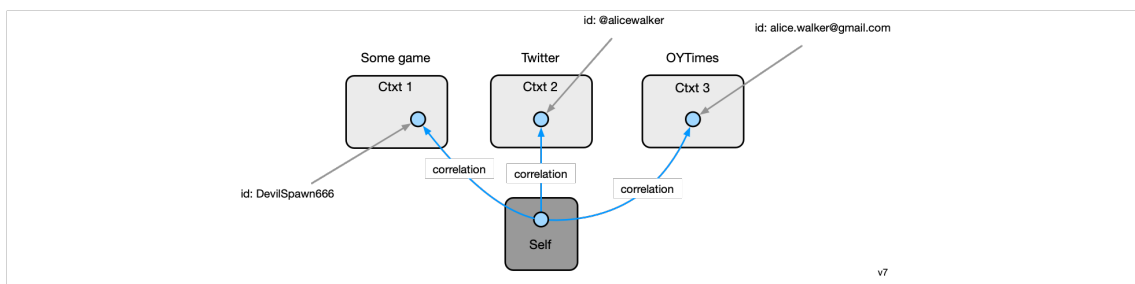 id: @alicewalker
id: alice.walker@gmail.com
Some game
Twitter
OYTimes
Ctxt 1
Ctxt 2
Ctxt 3
correlation
correlation
correlation
id: DevilSpawn666
Self
v7